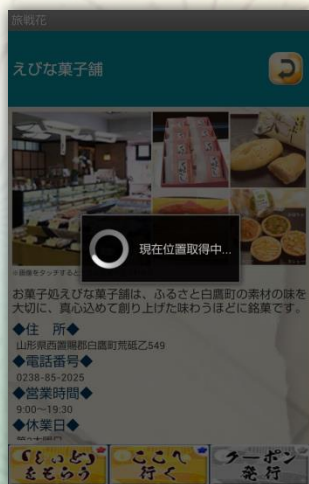 旅戦花
えびな菓子舗
現在位置取得中...
お菓子処えびな菓子舗は、ふるさと白鷹町の素材の味を
大切に、真心込めて創り上げた味わうほどに銘菓です。
◆住　所◆
山形県西置賜郡白鷹町荒砥乙549
◆電話番号◆
0238-85-2025
◆営業時間◆
9:00～19:30
◆休業日◆
をもらう
ここへ
行く
クーポン
発行